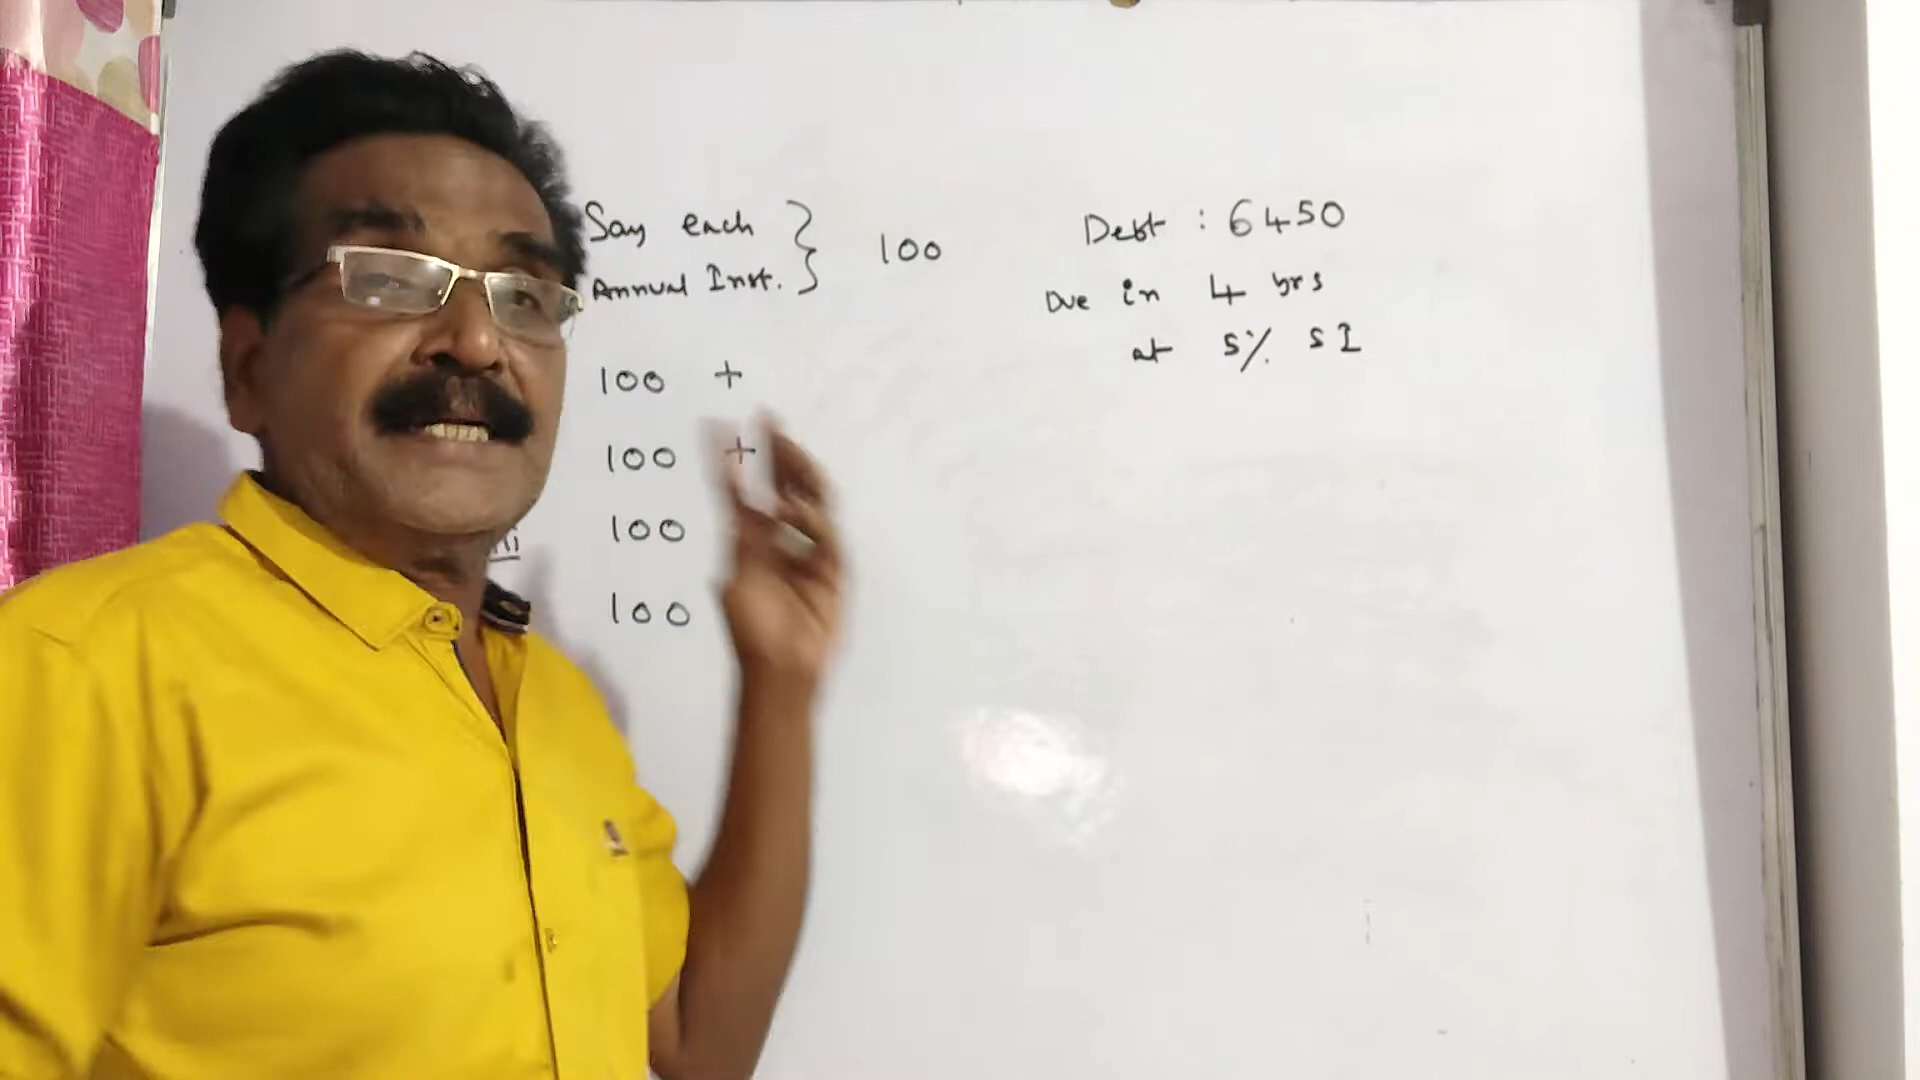 Say each } 100
Annual Inst.
100 +
100 +
100
100
Debt : 6450
Due in 4 yrs
at 5% SI